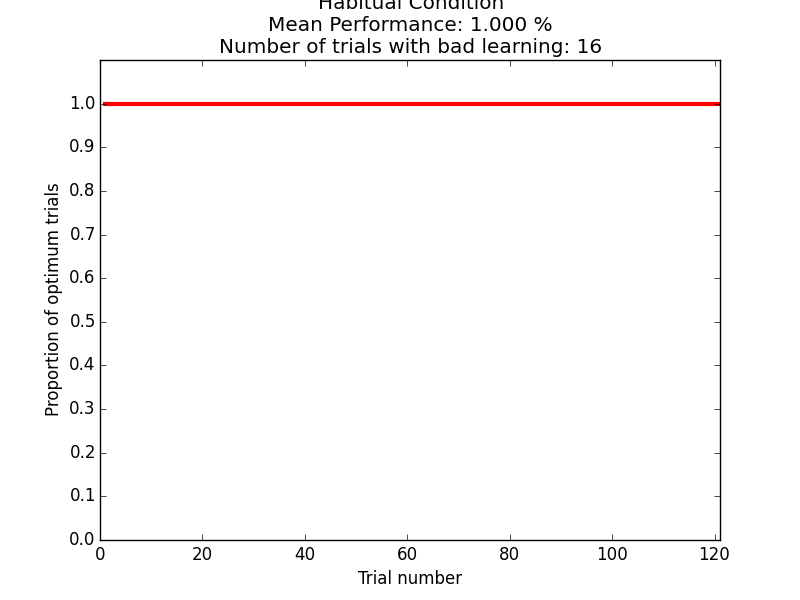 Habitual Condition
Mean Performance: 1.000 %
Number of trials with bad learning: 16
1.0
0.9
0.8
0.7
0.6
0.5
0.4
0.3
0.2
0.1
0.0
Proportion of optimum trials
0 20 40 60 80 100 120
Trial number